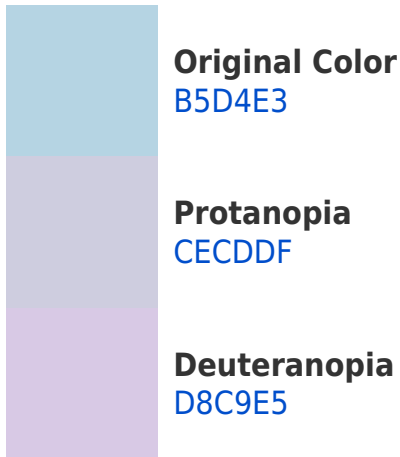 Original Color
B5D4E3
Protanopia
CECDDF
Deuteranopia
D8C9E5